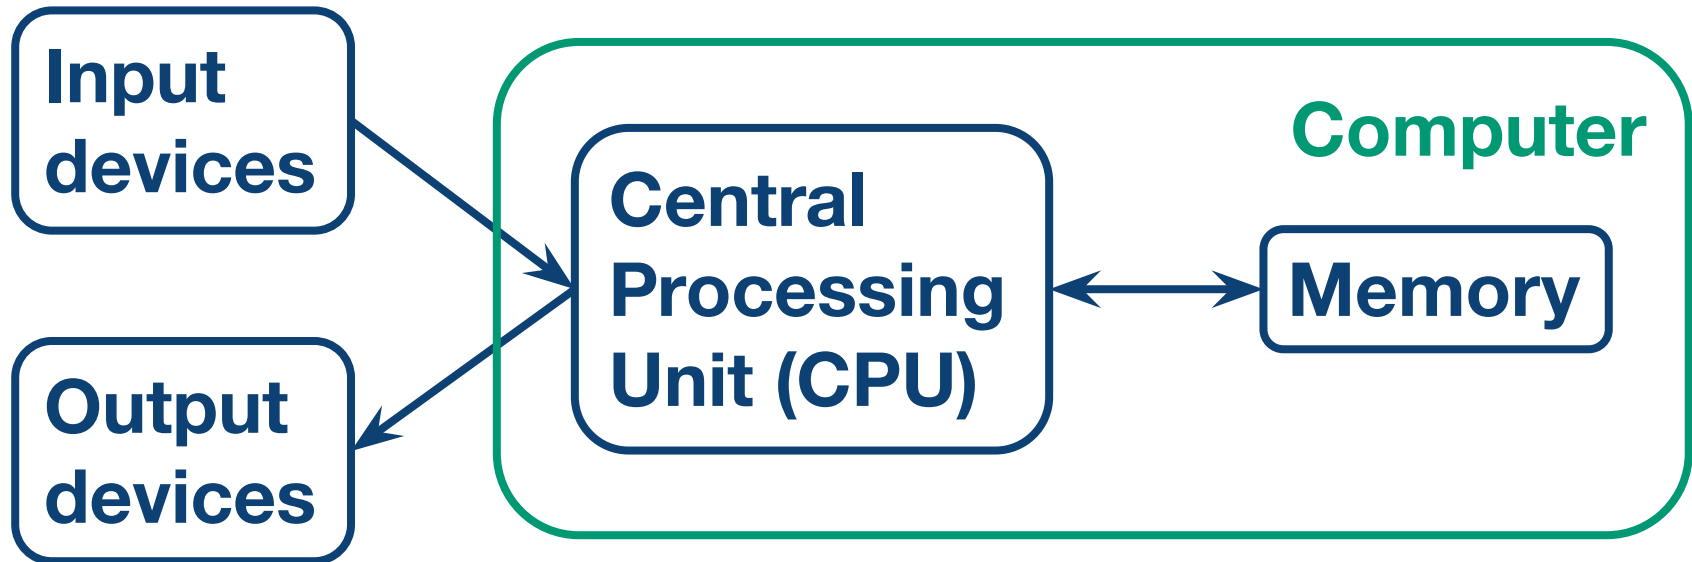 Input
devices
Output
devices
Computer
Central
Processing
Unit (CPU)
Memory